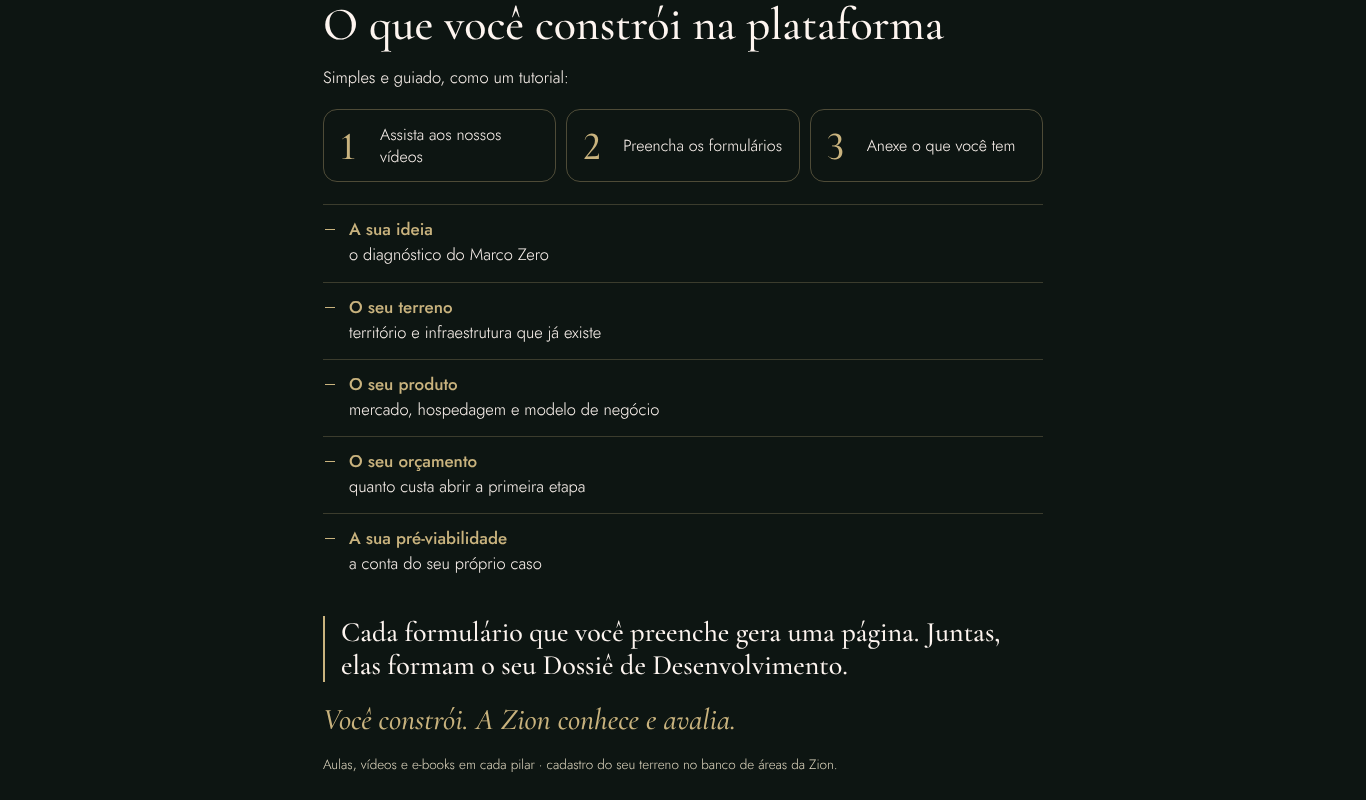 O que você constrói na plataforma
Simples e guiado, como um tutorial:
1
Assista aos nossos
vídeos
2
Preencha os formulários
3
Anexe o que você tem
— A sua ideia
o diagnóstico do Marco Zero
— O seu terreno
território e infraestrutura que já existe
— O seu produto
mercado, hospedagem e modelo de negócio
— O seu orçamento
quanto custa abrir a primeira etapa
— A sua pré-viabilidade
a conta do seu próprio caso
Cada formulário que você preenche gera uma página. Juntas,
elas formam o seu Dossiê de Desenvolvimento.
Você constrói. A Zion conhece e avalia.
Aulas, vídeos e e-books em cada pilar · cadastro do seu terreno no banco de áreas da Zion.